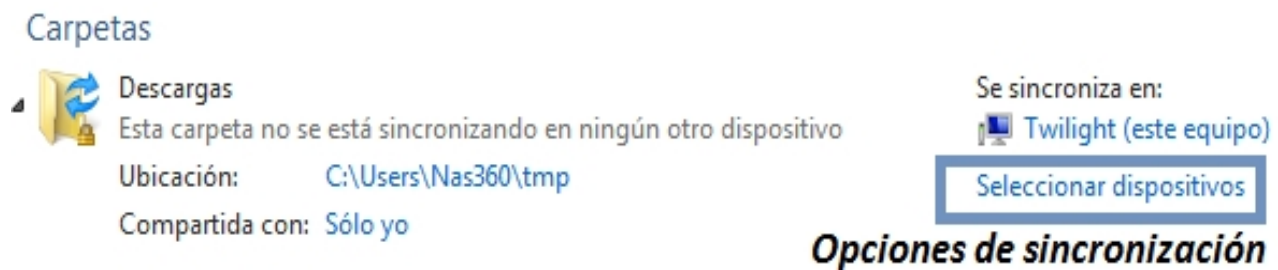 Carpetas
Descargas
Se sincroniza en:
Esta carpeta no se está sincronizando en ningún otro dispositivo
Twilight (este equipo)
Ubicación: C:\Users\Nas360\tmp
Seleccionar dispositivos
Compartida con: Sólo yo
Opciones de sincronización